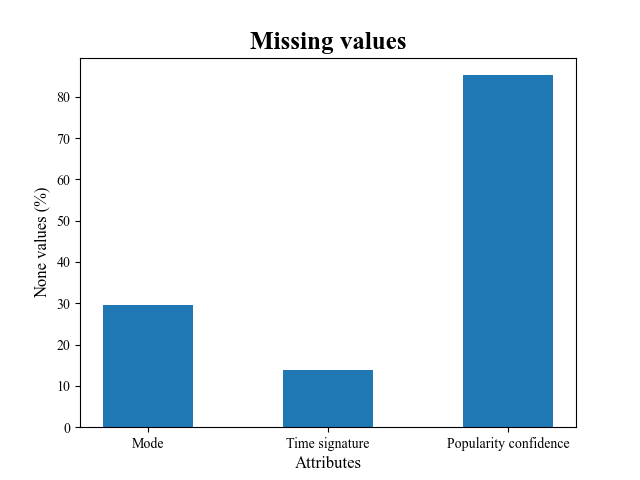 Missing values
None values (%)
80
70
60
50
40
30
20
10
0
Mode
Time signature
Popularity confidence
Attributes